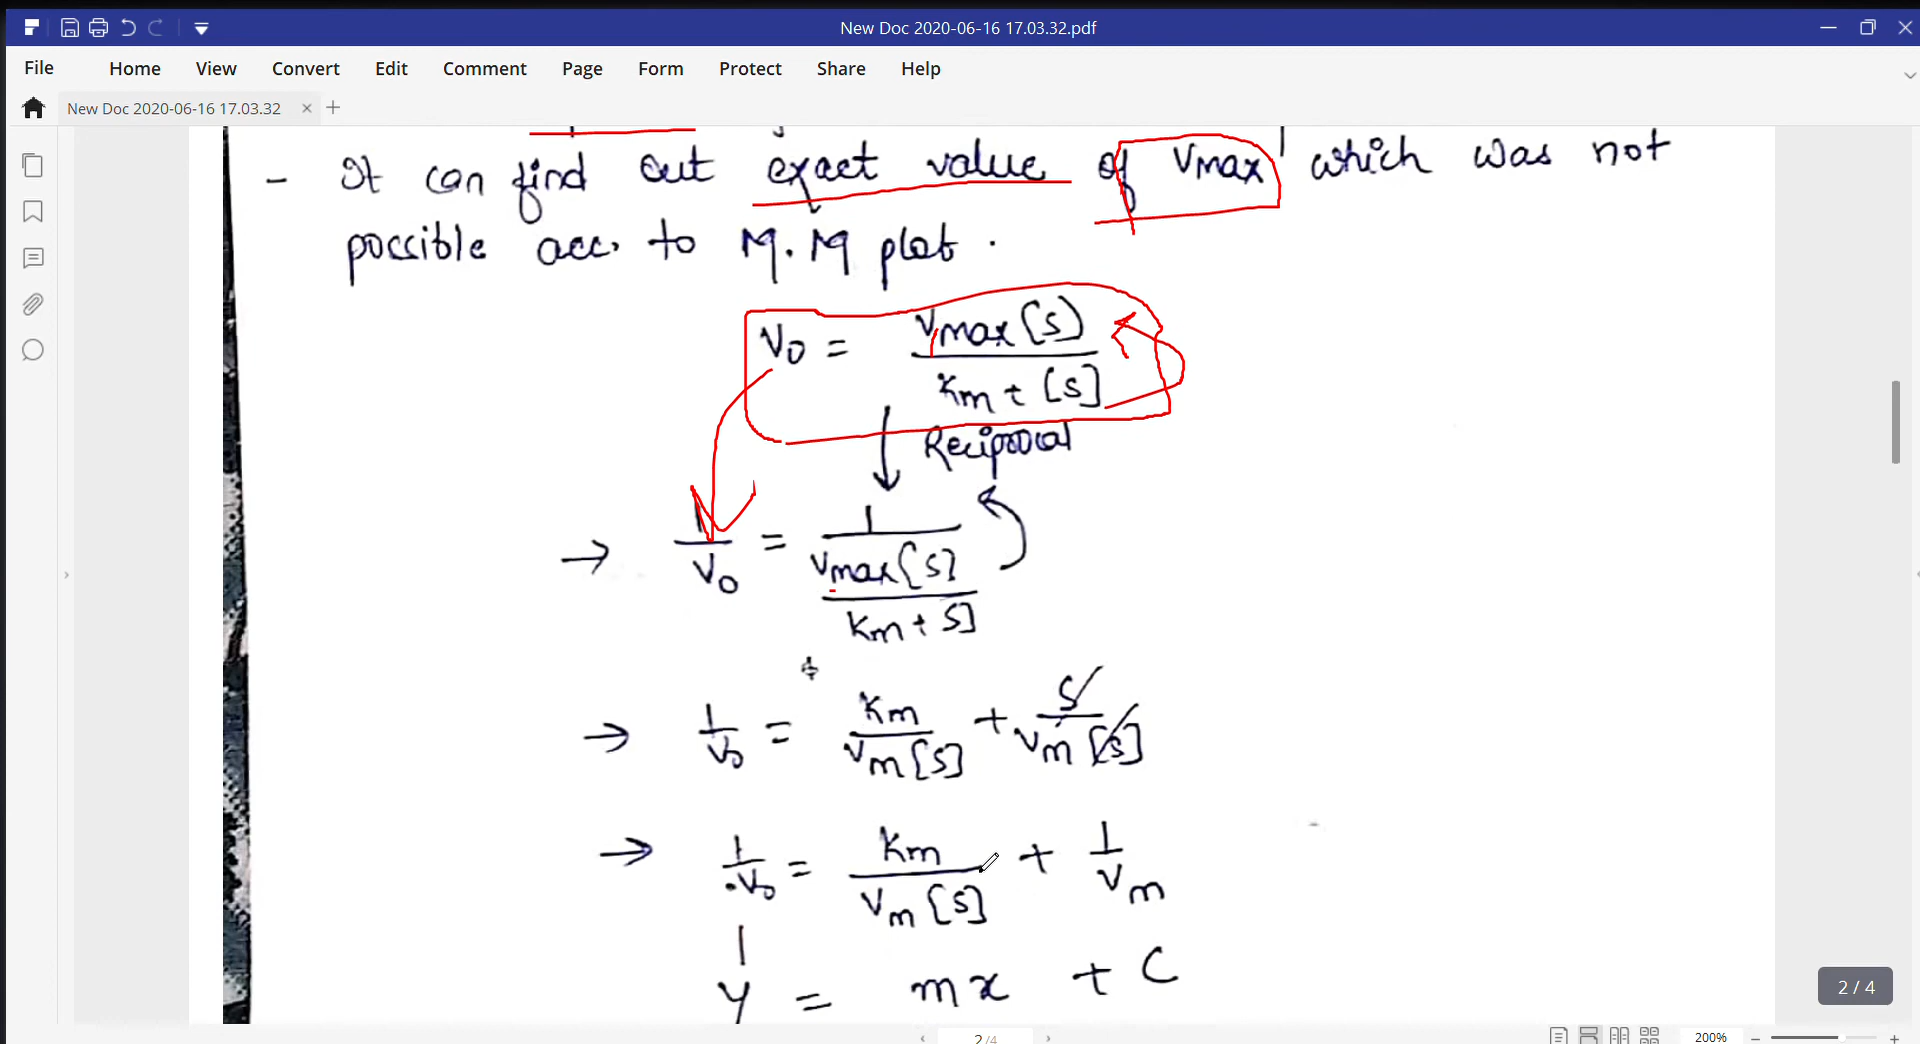 New Doc 2020-06-16 17.03.32.pdf
File Home View Convert Edit Comment Page Form Protect Share Help
New Doc 2020-06-16 17.03.32 × +
- It can find out exact value of Vmax which was not
possible acc. to M.M plot.
V0 = Vmax[S] / Km + [S]
↓ Reciprocal
→ 1/V0 = 1 / Vmax[S] / Km + S]
→ 1/V0 = Km/Vm[S] + S/Vm[S]
→ 1/V0 = Km/Vm[S] + 1/Vm
y = mx + C
2 / 4
2 /4
200%